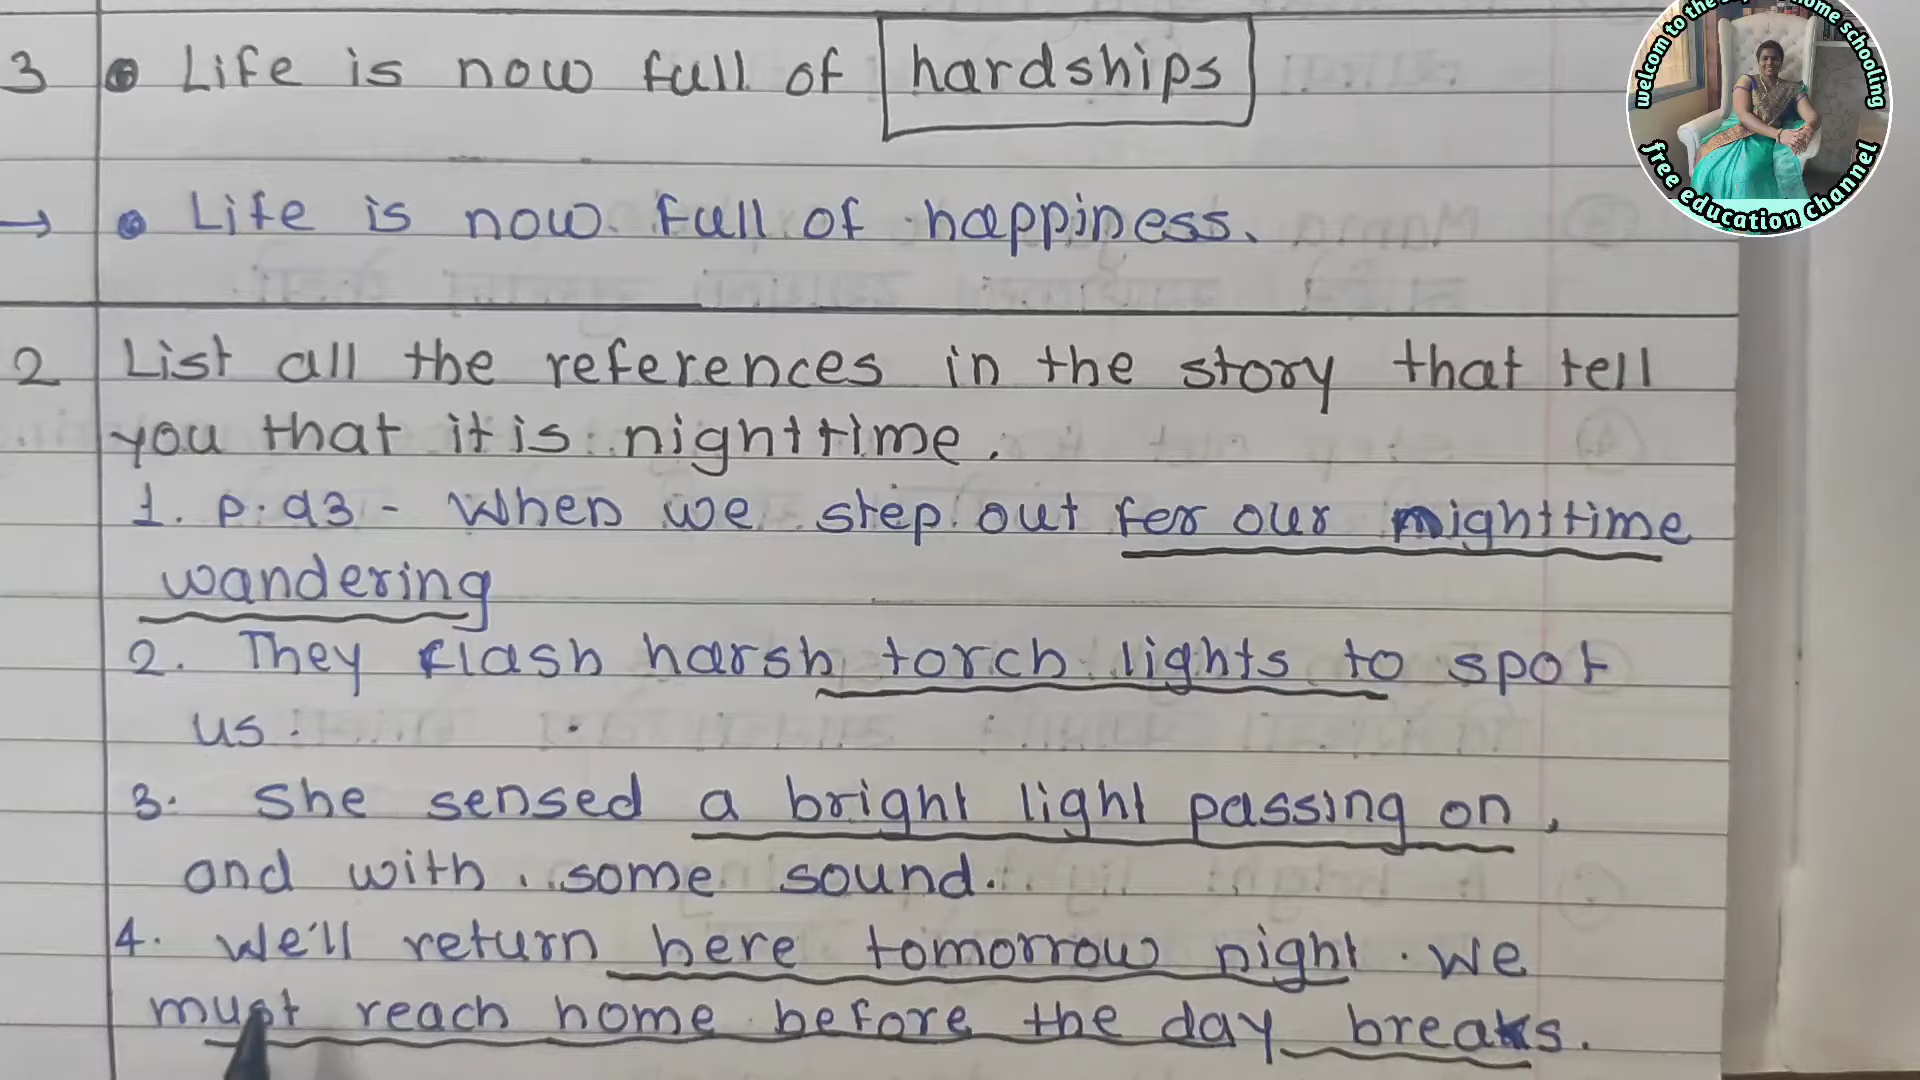 3 • Life is now full of hardships
→ • Life is now full of happiness.
2 List all the references in the story that tell
you that it is nighttime.
1. P. 93 - When we step out for our nighttime
wandering
2. They flash harsh torch lights to spot
us.
3. She sensed a bright light passing on,
and with some sound.
4. We'll return here tomorrow night. We
must reach home before the day breaks.
welcom to the home schooling
free education channel